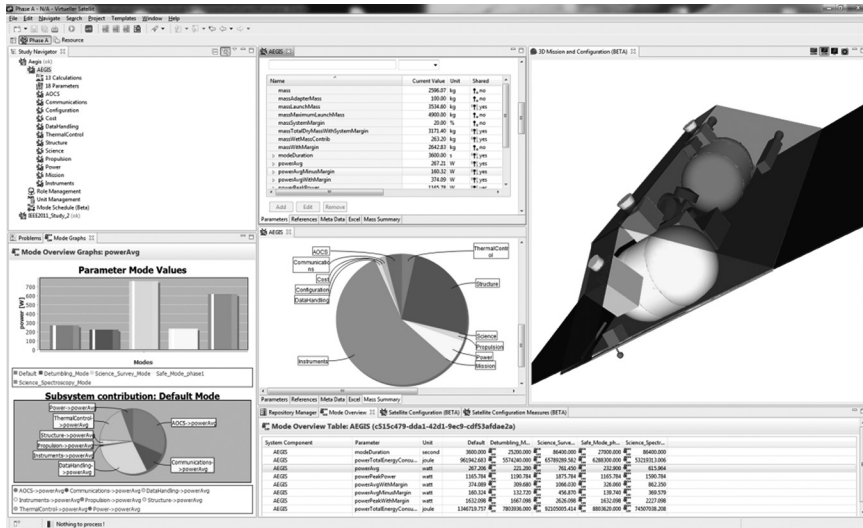 Phase A - N/A - Virtueller Satellit
File Edit Navigate Search Project Templates Window Help
Phase A Resource
Study Navigator
Aegis (ok)
AEGIS
13 Calculations
18 Parameters
AOCS
Communications
Configuration
Cost
DataHandling
ThermalControl
Structure
Science
Propulsion
Power
Mission
Instruments
Role Management
Unit Management
Mode Schedule (Beta)
IEEE2011_Study_2 (ok)
AEGIS
Name Current Value Unit Shared
mass 2596.07 kg no
massAdapterMass 100.00 kg no
massLaunchMass 3534.60 kg yes
massMaximumLaunchMass 4900.00 kg yes
massSystemMargin 20.00 % no
massTotalDryMassWithSystemMargin 3171.40 kg yes
massWetMassContrib 263.20 kg no
massWithMargin 2642.83 kg no
modeDuration 3600.00 s yes
powerAvg 267.21 W yes
powerAvgMinusMargin 160.32 W yes
powerAvgWithMargin 374.09 W yes
powerPeakPower 1165.78 W yes
Add Edit Remove
Parameters References Meta Data Excel Mass Summary
3D Mission and Configuration (BETA)
Problems Mode Graphs
Mode Overview Graphs: powerAvg
Parameter Mode Values
power [W]
700
600
500
400
300
200
100
0
Modes
Default Detumbling_Mode Science_Survey_Mode Safe_Mode_phase1
Science_Spectroscopy_Mode
Subsystem contribution: Default Mode
Power->powerAvg
ThermalControl->powerAvg
Structure->powerAvg
Propulsion->powerAvg
Instruments->powerAvg
DataHandling->powerAvg
AOCS->powerAvg
Communications->powerAvg
AOCS->powerAvg Communications->powerAvg DataHandling->powerAvg
Instruments->powerAvg Propulsion->powerAvg Structure->powerAvg
ThermalControl->powerAvg Power->powerAvg
AEGIS
AOCS
Communications
Cost
Configuration
DataHandling
Instruments
ThermalControl
Structure
Science
Propulsion
Power
Mission
Parameters References Meta Data Excel Mass Summary
Repository Manager Mode Overview Satellite Configuration (BETA) Satellite Configuration Measures (BETA)
Mode Overview Table: AEGIS (c515c479-dda1-42d1-9ec9-cdf53afdae2a)
System Component Parameter Unit Default Detumbling_M... Science_Surve... Safe_Mode_ph... Science_Spectr...
AEGIS modeDuration second 3600.000 25200.000 86400.000 27000.000 86400.000
AEGIS powerTotalEnergyConsu... joule 961942.683 5574240.000 65789289.562 6288300.000 53219313.006
AEGIS powerAvg watt 267.206 221.200 761.450 232.900 615.964
AEGIS powerPeakPower watt 1165.784 1190.784 1875.784 1165.784 1590.784
AEGIS powerAvgWithMargin watt 374.089 309.680 1066.030 326.060 862.350
AEGIS powerAvgMinusMargin watt 160.324 132.720 456.870 139.740 369.579
AEGIS powerPeakWithMargin watt 1632.098 1667.098 2626.098 1632.098 2227.098
AEGIS powerTotalEnergyConsu... joule 1346719.757 7803936.000 92105005.414 8803620.000 74507038.208
Nothing to process!